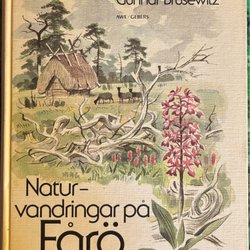 Gunnar Brusewitz
AWE/GEBERS
Natur-
vandringar på
Fårö